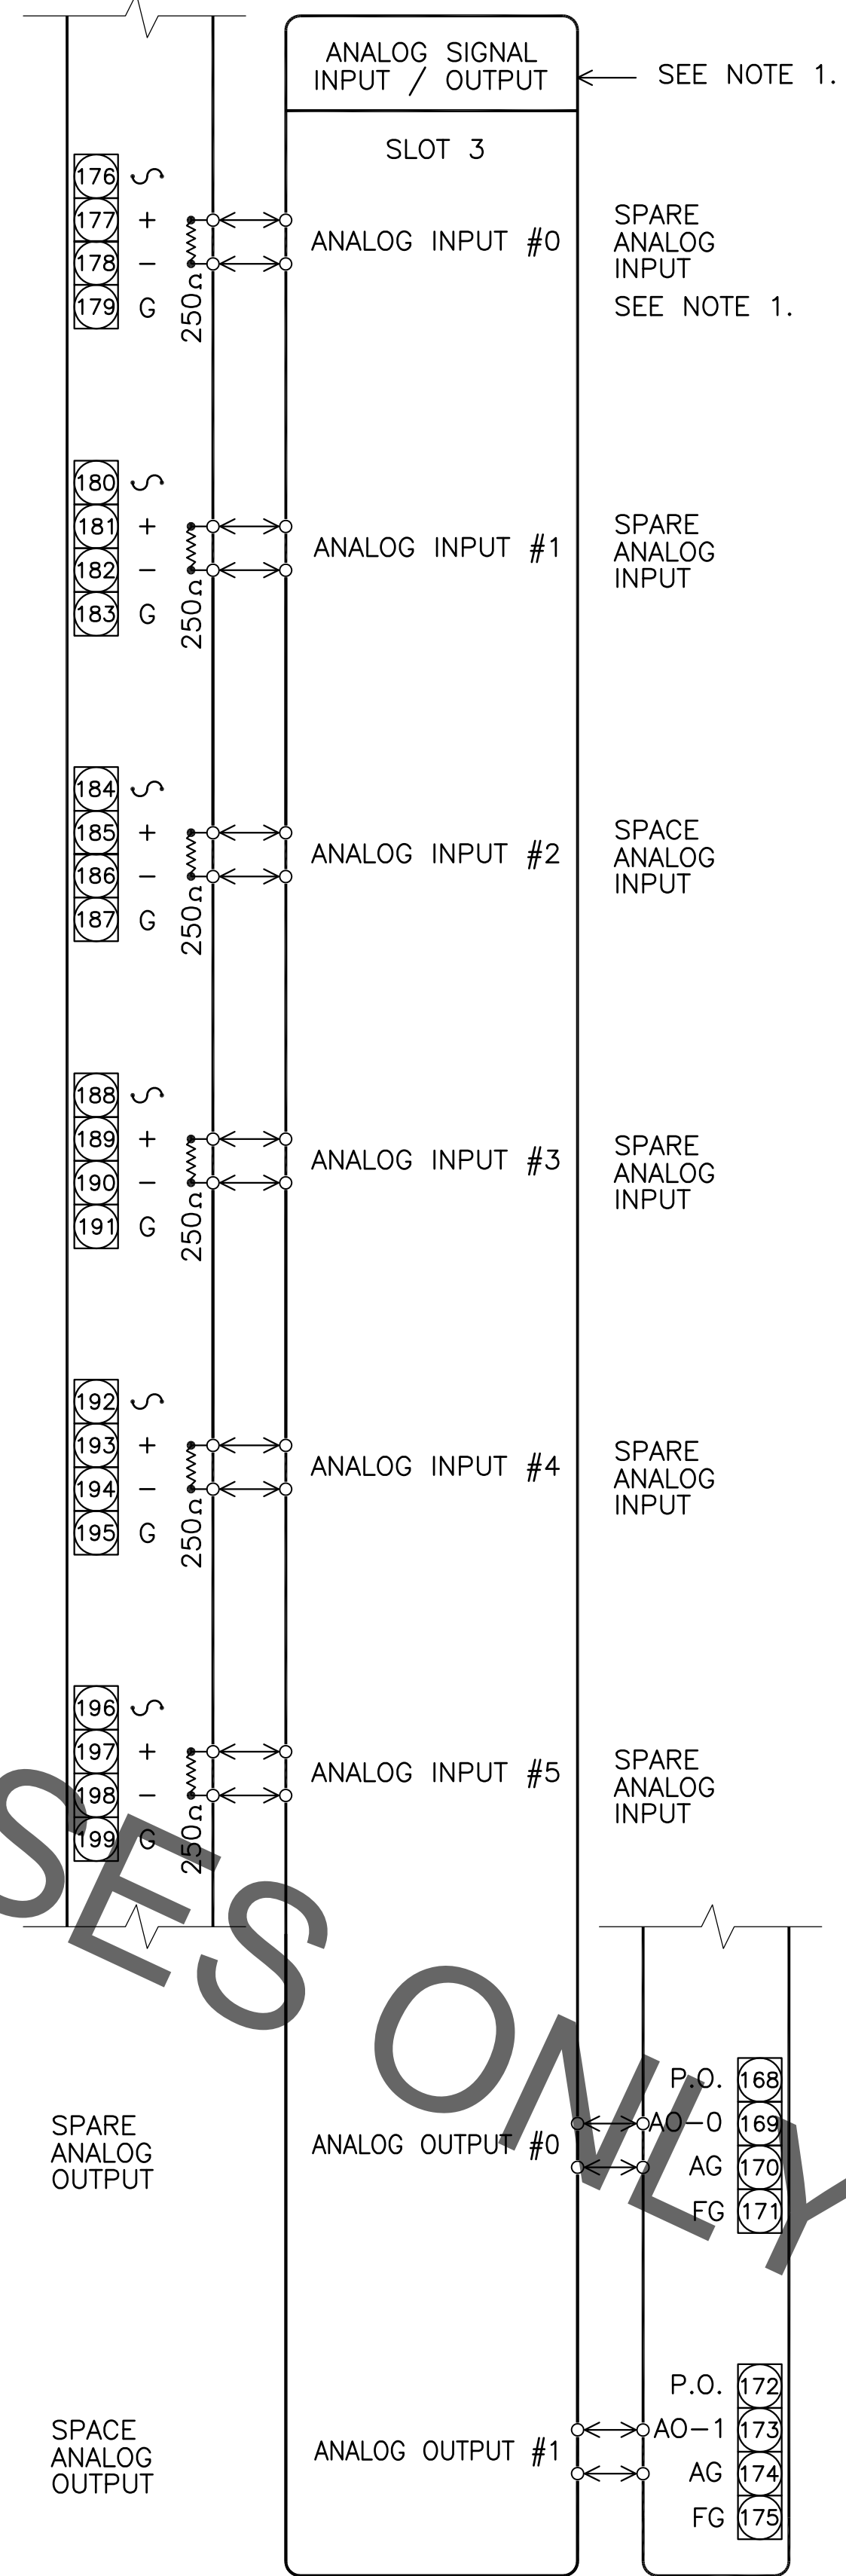 ANALOG SIGNAL
INPUT / OUTPUT
SEE NOTE 1.
SLOT 3
176
177 +
178 -
179 G
250Ω
ANALOG INPUT #0
SPARE
ANALOG
INPUT
SEE NOTE 1.
180
181 +
182 -
183 G
250Ω
ANALOG INPUT #1
SPARE
ANALOG
INPUT
184
185 +
186 -
187 G
250Ω
ANALOG INPUT #2
SPACE
ANALOG
INPUT
188
189 +
190 -
191 G
250Ω
ANALOG INPUT #3
SPARE
ANALOG
INPUT
192
193 +
194 -
195 G
250Ω
ANALOG INPUT #4
SPARE
ANALOG
INPUT
196
197 +
198 -
199 G
250Ω
ANALOG INPUT #5
SPARE
ANALOG
INPUT
SES ONLY
SPARE
ANALOG
OUTPUT
ANALOG OUTPUT #0
P.O. 168
AO-0 169
AG 170
FG 171
SPACE
ANALOG
OUTPUT
ANALOG OUTPUT #1
P.O. 172
AO-1 173
AG 174
FG 175